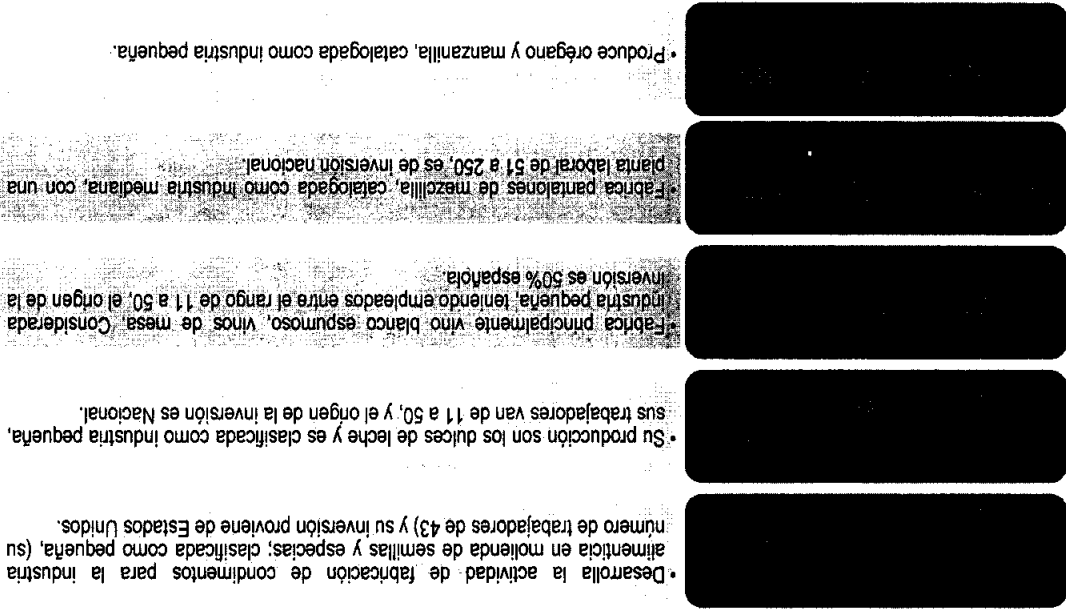 • Desarrolla la actividad de fabricación de condimentos para la industria
alimenticia en molienda de semillas y especias; clasificada como pequeña, (su
número de trabajadores de 43) y su inversión proviene de Estados Unidos.
• Su producción son los dulces de leche y es clasificada como industria pequeña,
sus trabajadores van de 11 a 50, y el origen de la inversión es Nacional.
• Fabrica principalmente vino blanco espumoso, vinos de mesa. Considerada
industria pequeña, teniendo empleados entre el rango de 11 a 50, el origen de la
inversión es 50% española.
• Fabrica pantalones de mezclilla, catalogada como industria mediana, con una
planta laboral de 51 a 250, es de inversión nacional.
• Produce orégano y manzanilla, catalogada como industria pequeña.